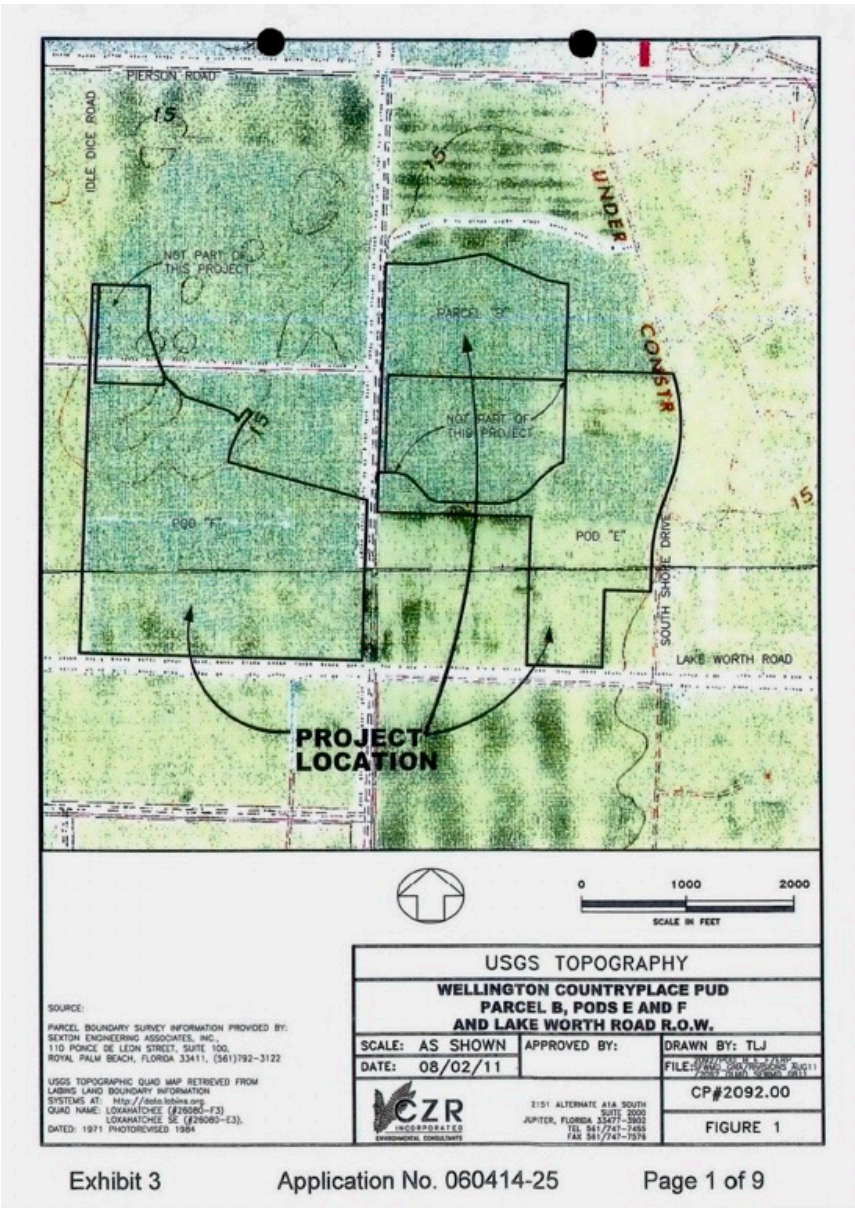 PIERSON ROAD
IDLE DICE ROAD
15
15
UNDER
CONSTR
NOT PART OF
THIS PROJECT
PARCEL "B"
NOT PART OF
THIS PROJECT
15
15
POD "F"
POD "E"
SOUTH SHORE DRIVE
LAKE WORTH ROAD
PROJECT
LOCATION
0 1000 2000
SCALE IN FEET
USGS TOPOGRAPHY
WELLINGTON COUNTRYPLACE PUD
PARCEL B, PODS E AND F
AND LAKE WORTH ROAD R.O.W.
SCALE: AS SHOWN
APPROVED BY:
DRAWN BY: TLJ
DATE: 08/02/11
FILE:
CP#2092.00
FIGURE 1
CZR
INCORPORATED
ENVIRONMENTAL CONSULTANTS
2151 ALTERNATE A1A SOUTH
SUITE 2000
JUPITER, FLORIDA 33477-3902
TEL 561/747-7455
FAX 561/747-7576
SOURCE:
PARCEL BOUNDARY SURVEY INFORMATION PROVIDED BY:
SEXTON ENGINEERING ASSOCIATES, INC.,
110 PONCE DE LEON STREET, SUITE 100,
ROYAL PALM BEACH, FLORIDA 33411, (561)792-3122
USGS TOPOGRAPHIC QUAD MAP RETRIEVED FROM
LABINS LAND BOUNDARY INFORMATION
SYSTEMS AT: http://data.labins.org.
QUAD NAME: LOXAHATCHEE (#26080-F3)
LOXAHATCHEE SE (#26080-E3),
DATED: 1971 PHOTOREVISED 1984
Exhibit 3 Application No. 060414-25 Page 1 of 9